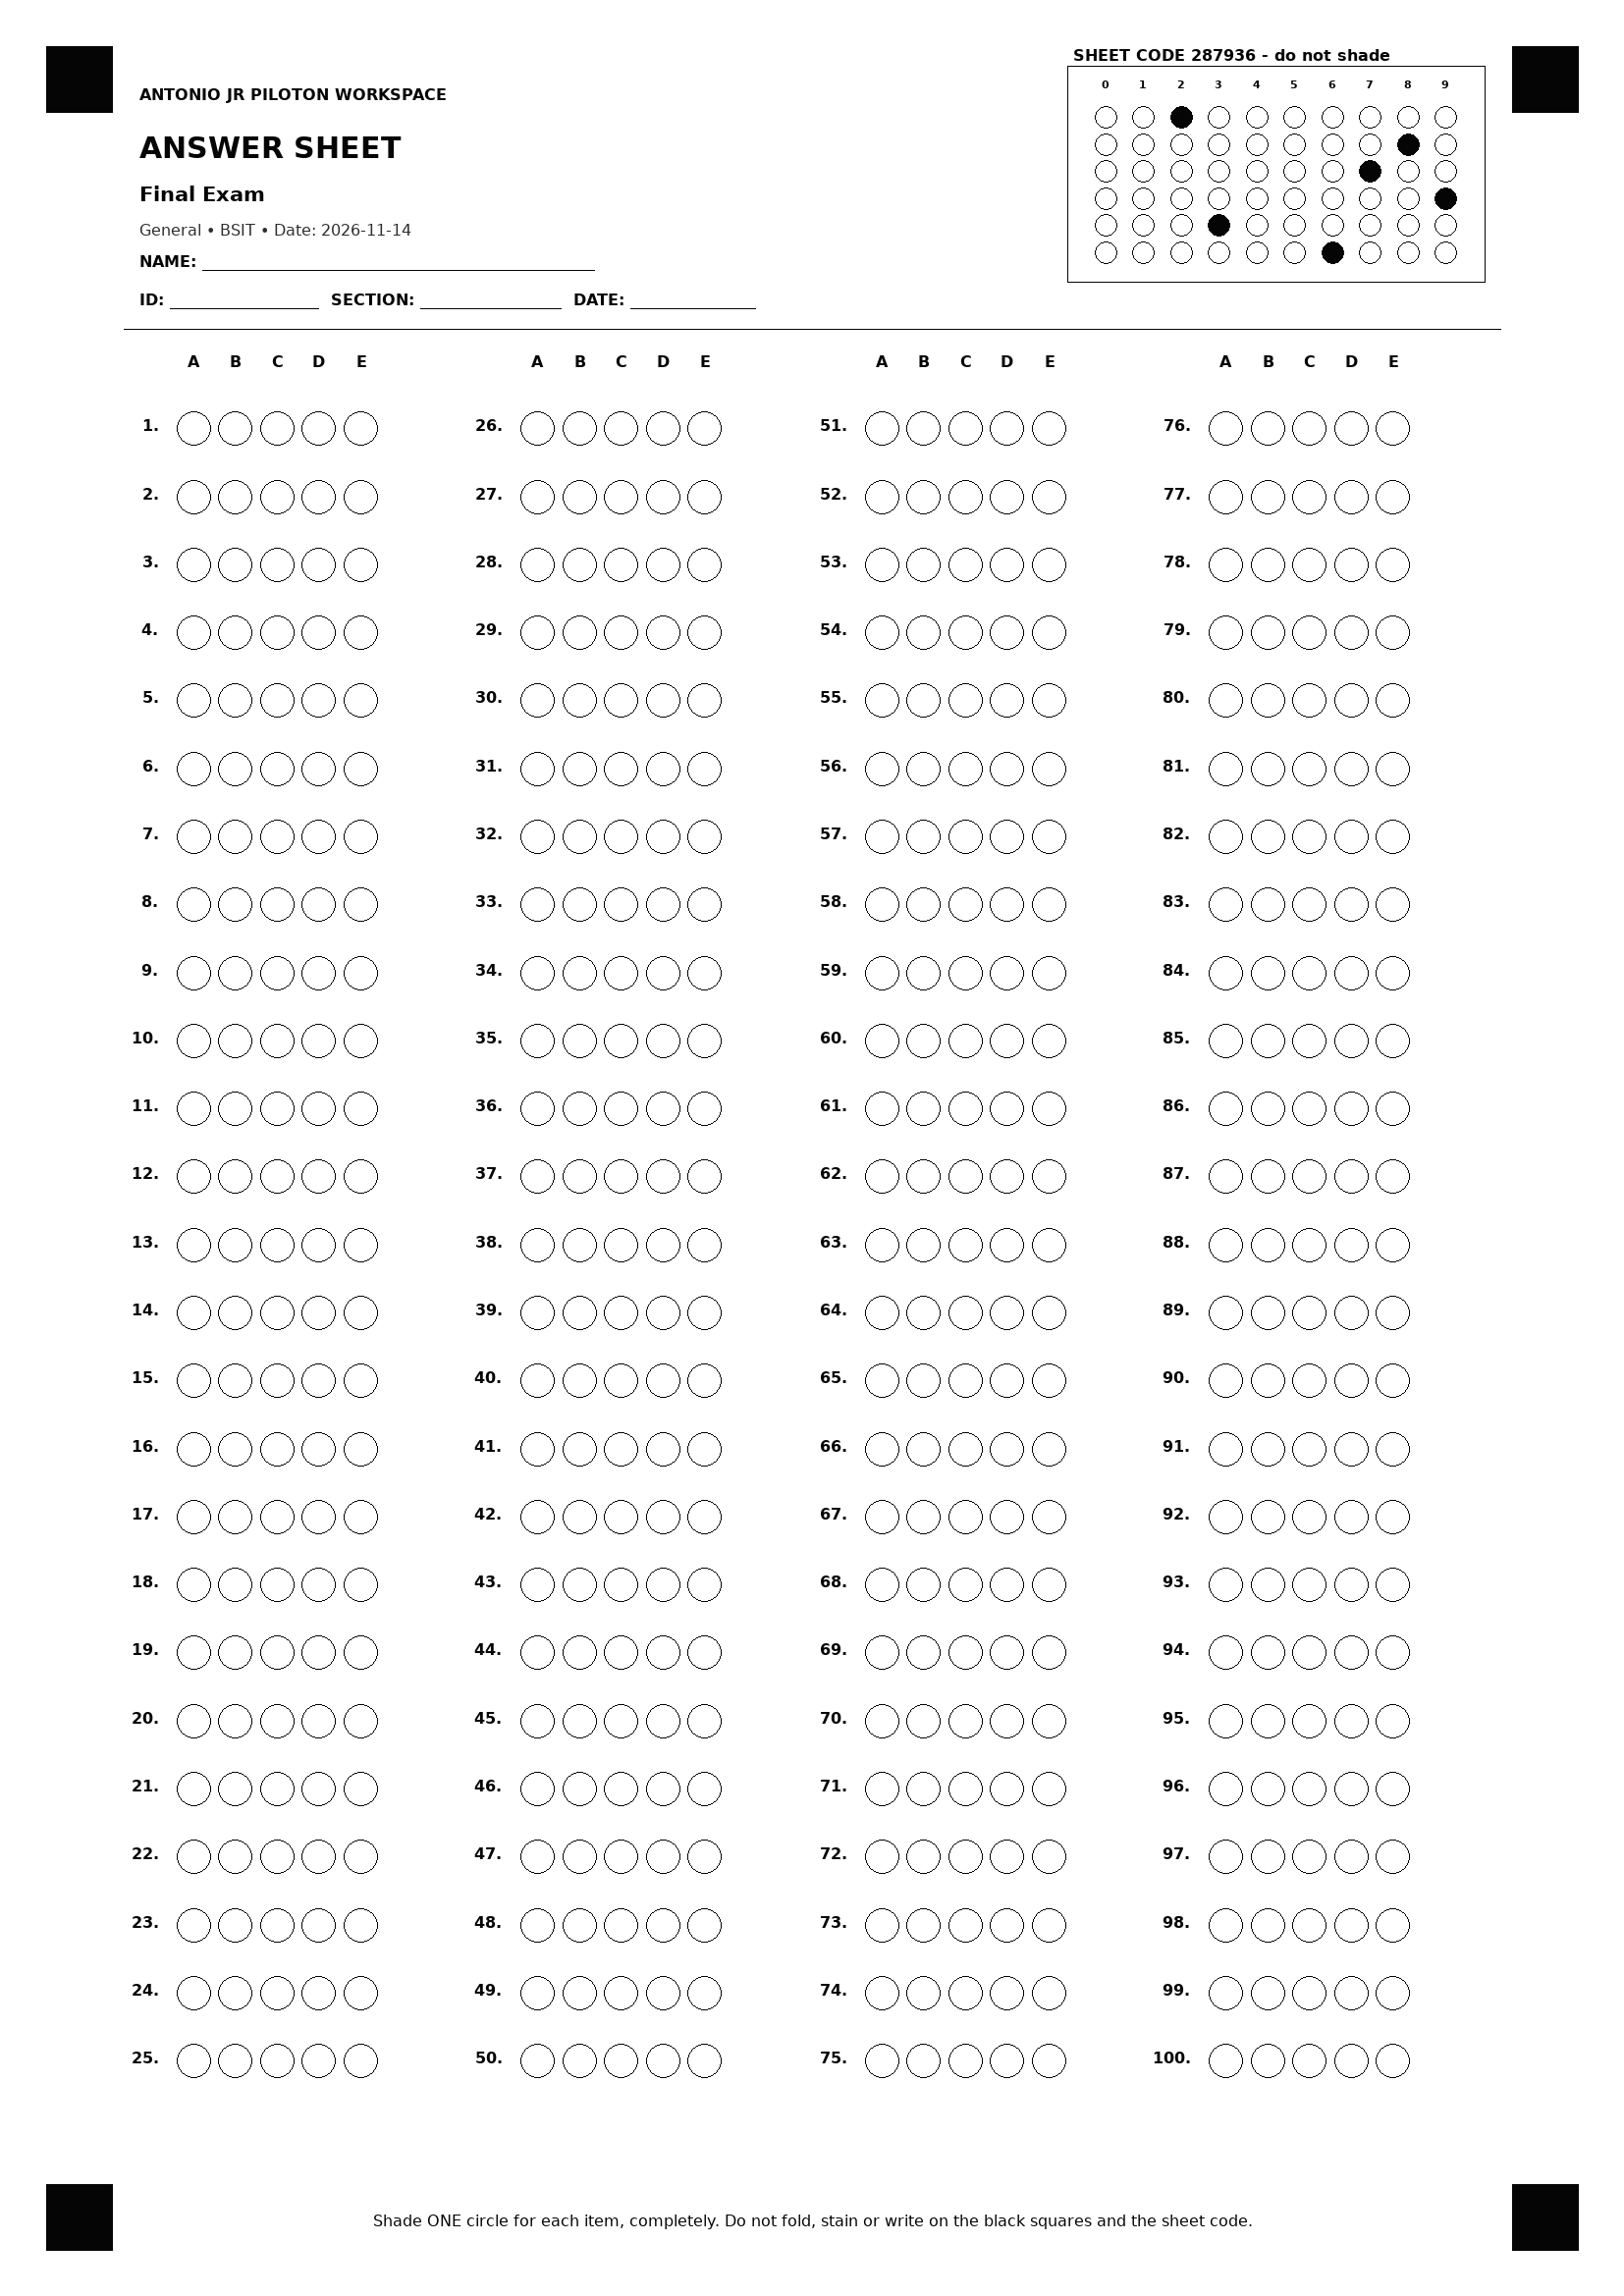 SHEET CODE 287936 - do not shade
0 1 2 3 4 5 6 7 8 9
ANTONIO JR PILOTON WORKSPACE
ANSWER SHEET
Final Exam
General • BSIT • Date: 2026-11-14
NAME:
ID: SECTION: DATE:
A B C D E A B C D E A B C D E A B C D E
1. 26. 51. 76.
2. 27. 52. 77.
3. 28. 53. 78.
4. 29. 54. 79.
5. 30. 55. 80.
6. 31. 56. 81.
7. 32. 57. 82.
8. 33. 58. 83.
9. 34. 59. 84.
10. 35. 60. 85.
11. 36. 61. 86.
12. 37. 62. 87.
13. 38. 63. 88.
14. 39. 64. 89.
15. 40. 65. 90.
16. 41. 66. 91.
17. 42. 67. 92.
18. 43. 68. 93.
19. 44. 69. 94.
20. 45. 70. 95.
21. 46. 71. 96.
22. 47. 72. 97.
23. 48. 73. 98.
24. 49. 74. 99.
25. 50. 75. 100.
Shade ONE circle for each item, completely. Do not fold, stain or write on the black squares and the sheet code.